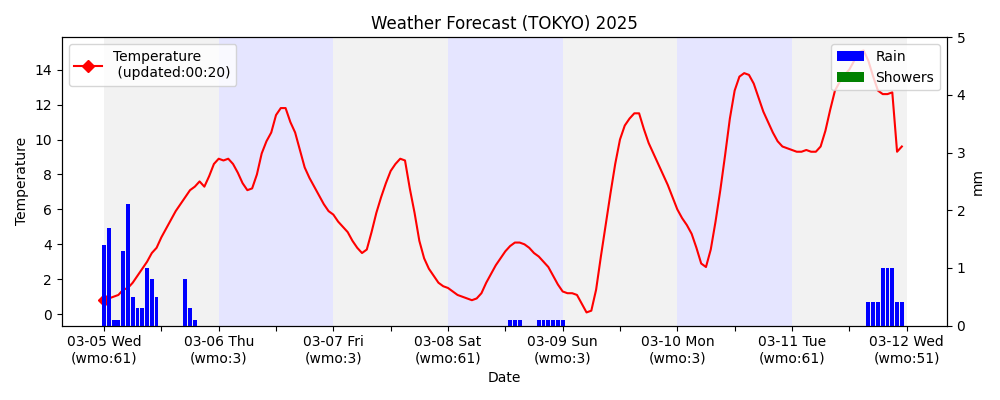 Weather Forecast (TOKYO) 2025
Temperature
(updated:00:20)
Rain
Showers
Temperature
14
12
10
8
6
4
2
0
5
4
3
2
1
0
mm
03-05 Wed
(wmo:61)
03-06 Thu
(wmo:3)
03-07 Fri
(wmo:3)
03-08 Sat
(wmo:61)
03-09 Sun
(wmo:3)
03-10 Mon
(wmo:3)
03-11 Tue
(wmo:61)
03-12 Wed
(wmo:51)
Date